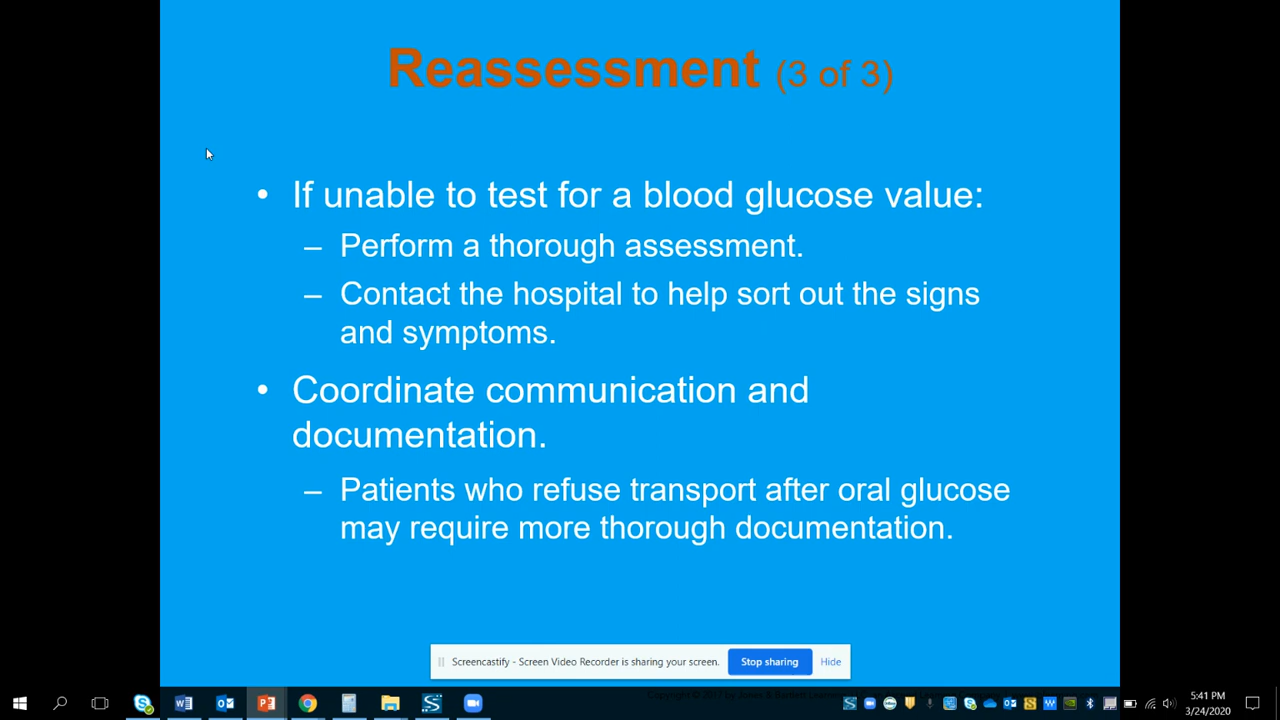 Reassessment (3 of 3)
• If unable to test for a blood glucose value:
– Perform a thorough assessment.
– Contact the hospital to help sort out the signs
and symptoms.
• Coordinate communication and
documentation.
– Patients who refuse transport after oral glucose
may require more thorough documentation.
Screencastify - Screen Video Recorder is sharing your screen.
Stop sharing
Hide
5:41 PM
3/24/2020